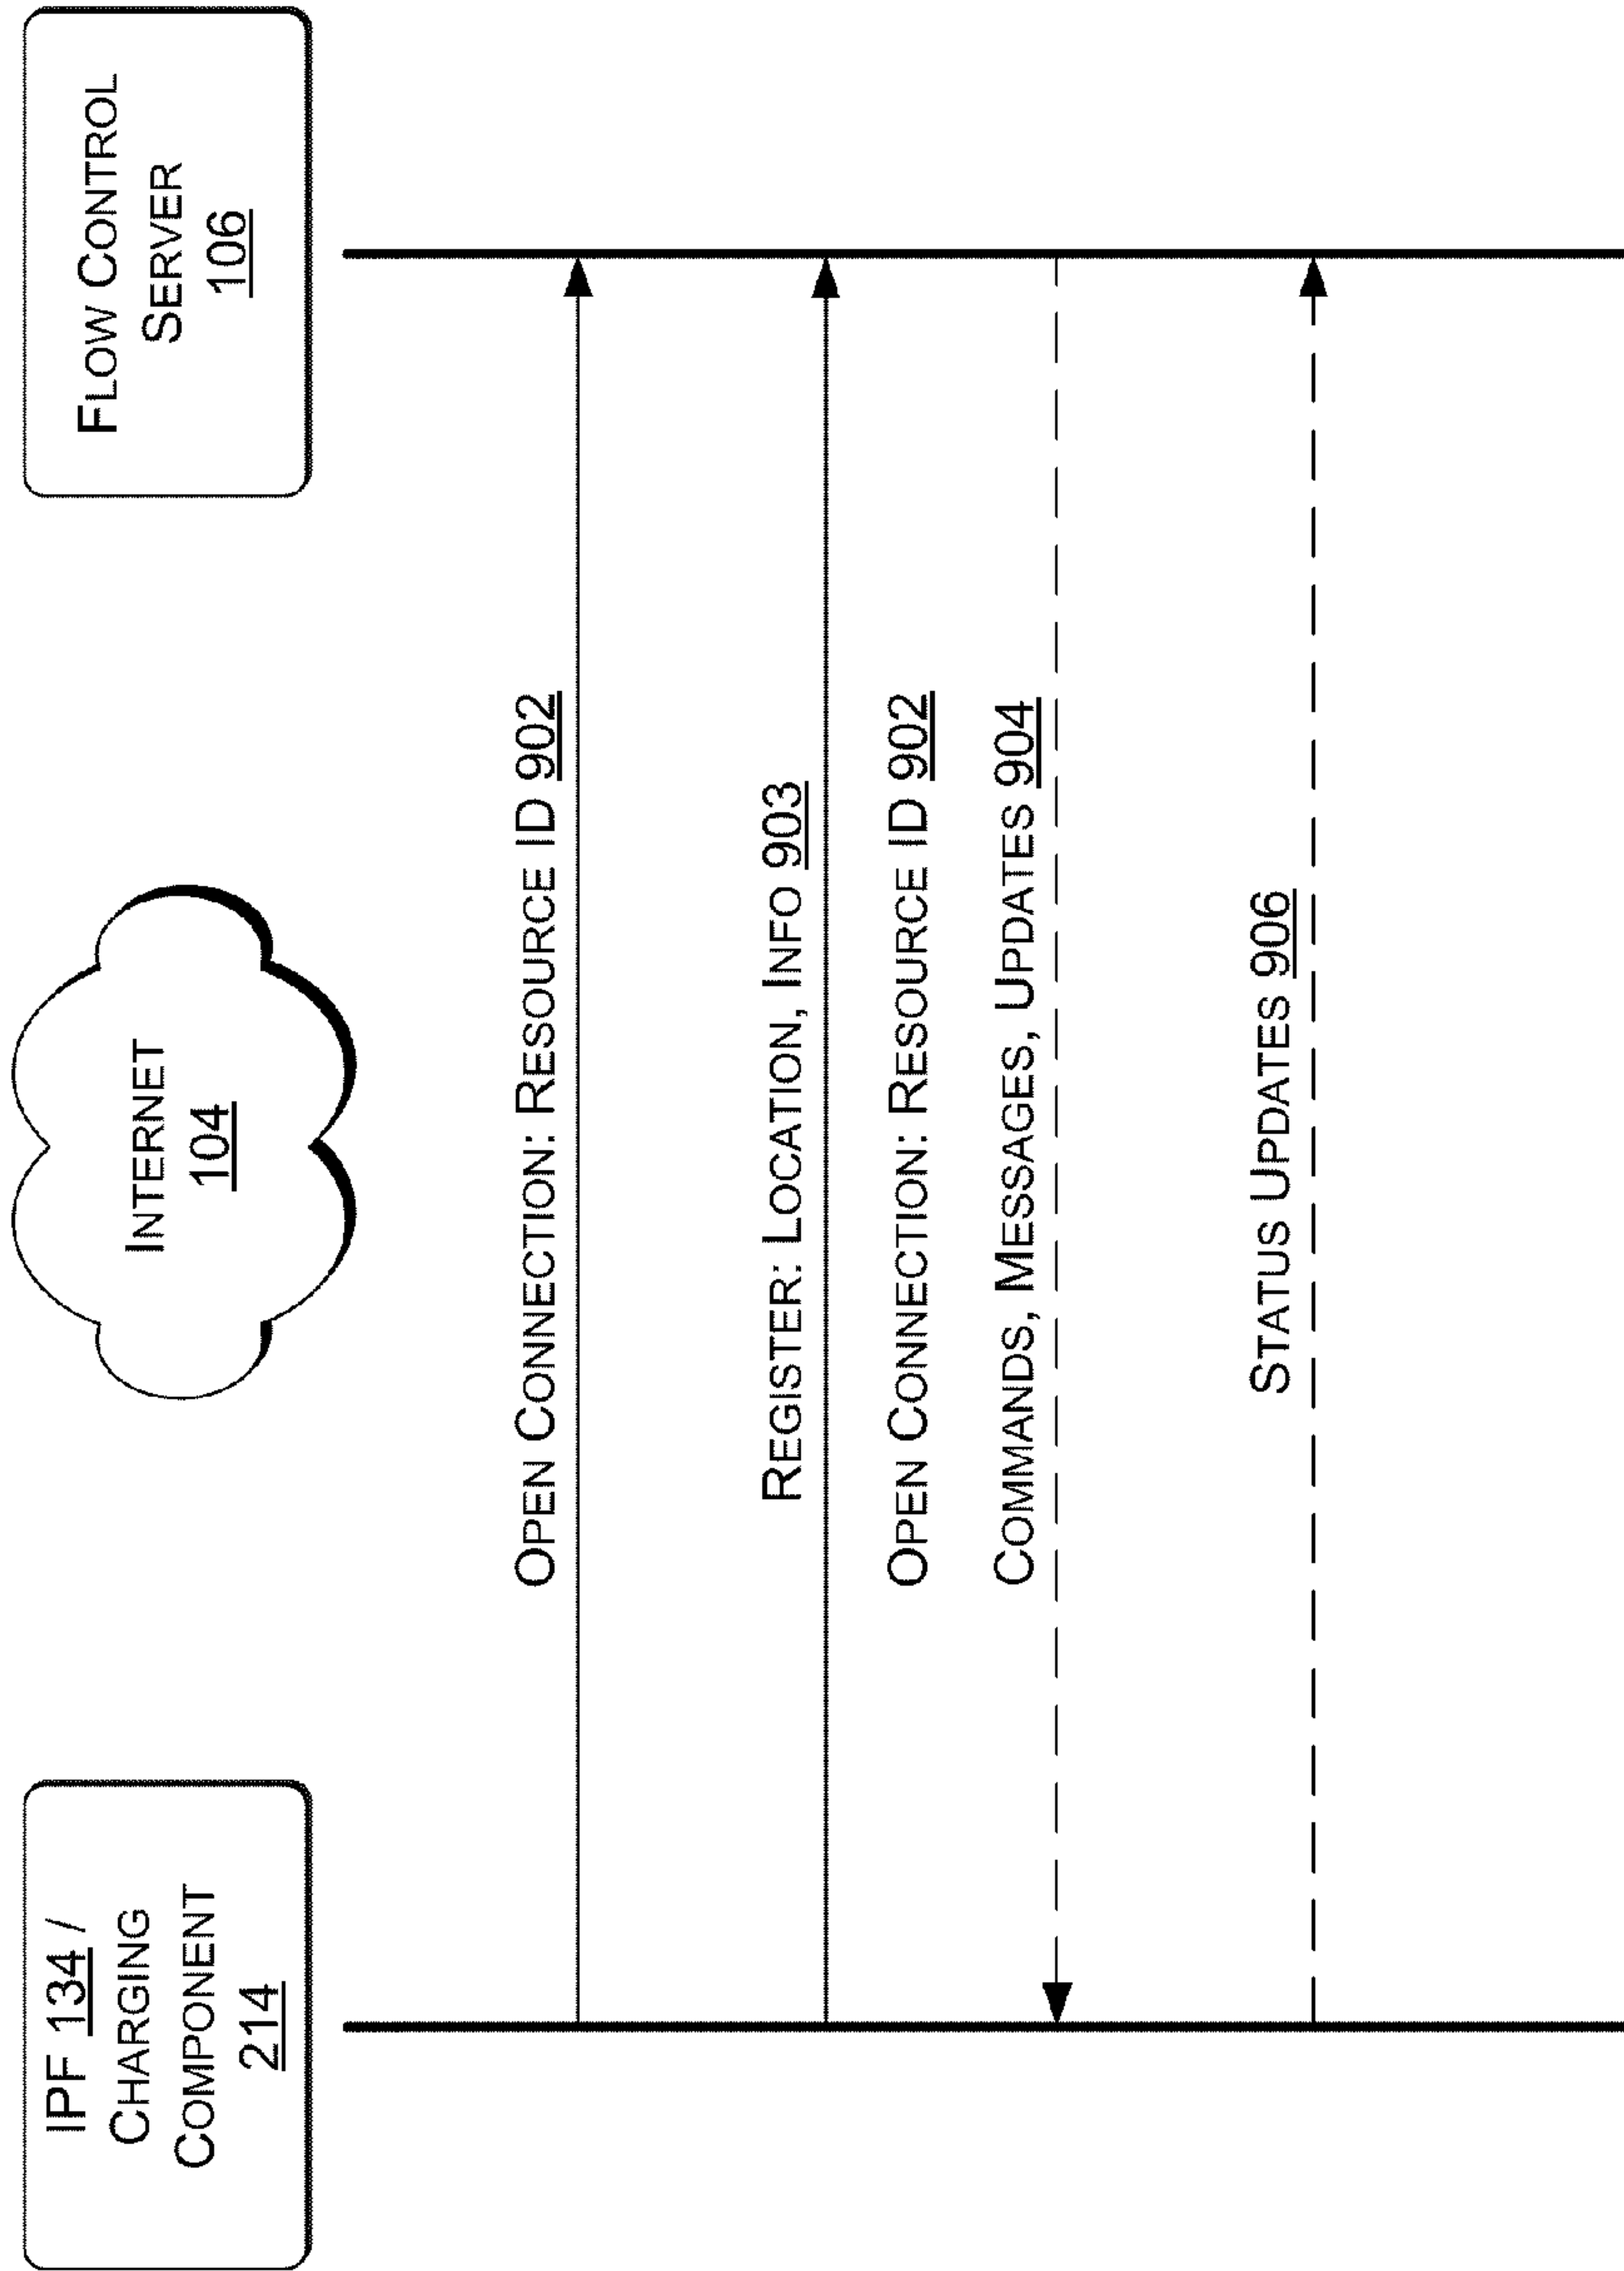 IPF 134 /
CHARGING
COMPONENT
214
INTERNET
104
FLOW CONTROL
SERVER
106
OPEN CONNECTION: RESOURCE ID 902
REGISTER: LOCATION, INFO 903
OPEN CONNECTION: RESOURCE ID 902
COMMANDS, MESSAGES, UPDATES 904
STATUS UPDATES 906